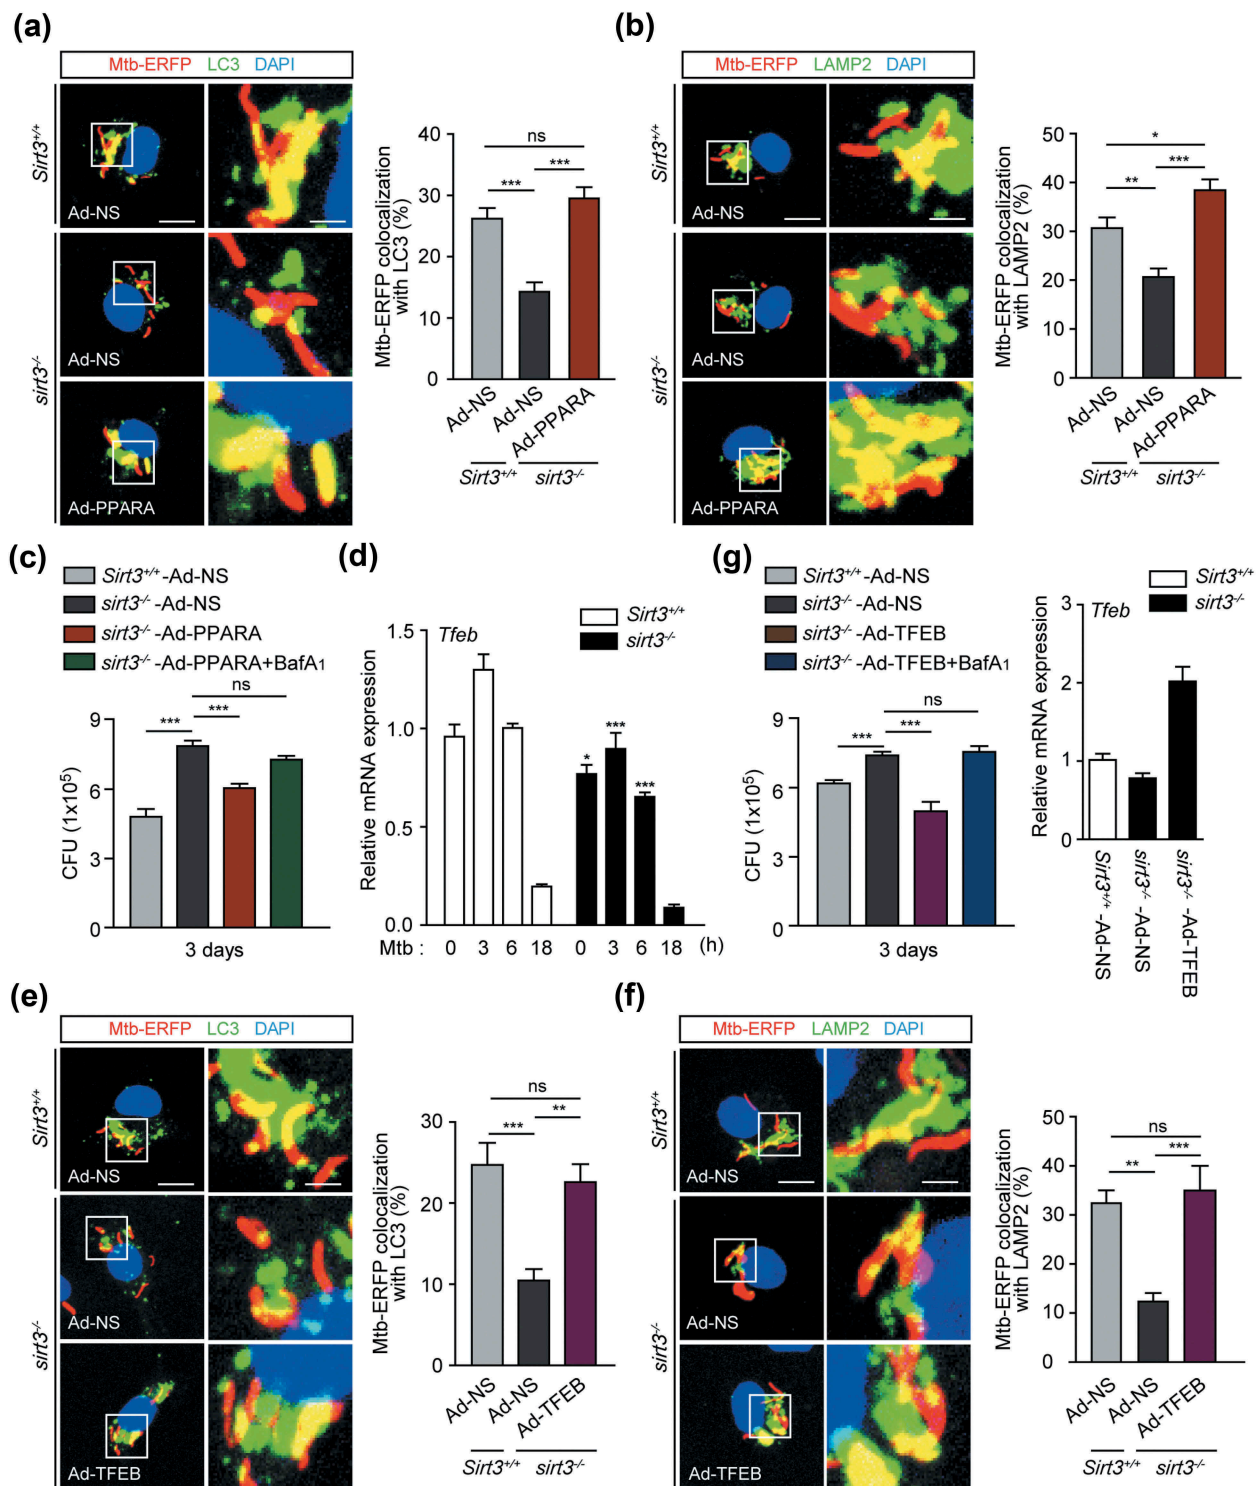 (a)
Mtb-ERFP LC3 DAPI
Sirt3+/+
Ad-NS
sirt3-/-
Ad-NS
Ad-PPARA
Mtb-ERFP colocalization
with LC3 (%)
40
30
20
10
0
ns
*** ***
Ad-NS
Ad-NS
Ad-PPARA
Sirt3+/+ sirt3-/-
(b)
Mtb-ERFP LAMP2 DAPI
Sirt3+/+
Ad-NS
sirt3-/-
Ad-NS
Ad-PPARA
Mtb-ERFP colocalization
with LAMP2 (%)
50
40
30
20
10
0
*
** ***
Ad-NS
Ad-NS
Ad-PPARA
Sirt3+/+ sirt3-/-
(c)
Sirt3+/+-Ad-NS
sirt3-/-Ad-NS
sirt3-/-Ad-PPARA
sirt3-/-Ad-PPARA+BafA1
CFU (1x10⁵)
9
6
3
0
ns
*** ***
3 days
(d)
Sirt3+/+
sirt3-/-
Tfeb
Relative mRNA expression
1.5
1.0
0.5
0.0
* *** ***
Mtb : 0 3 6 18 0 3 6 18 (h)
(g)
Sirt3+/+-Ad-NS
sirt3-/-Ad-NS
sirt3-/-Ad-TFEB
sirt3-/-Ad-TFEB+BafA1
CFU (1x10⁵)
9
6
3
0
ns
*** ***
3 days
Sirt3+/+
sirt3-/-
Tfeb
Relative mRNA expression
3
2
1
0
Sirt3+/+-Ad-NS
sirt3-/--Ad-NS
sirt3-/--Ad-TFEB
(e)
Mtb-ERFP LC3 DAPI
Sirt3+/+
Ad-NS
sirt3-/-
Ad-NS
Ad-TFEB
Mtb-ERFP colocalization
with LC3 (%)
30
20
10
0
ns
*** **
Ad-NS
Ad-NS
Ad-TFEB
Sirt3+/+ sirt3-/-
(f)
Mtb-ERFP LAMP2 DAPI
Sirt3+/+
Ad-NS
sirt3-/-
Ad-NS
Ad-TFEB
Mtb-ERFP colocalization
with LAMP2 (%)
50
40
30
20
10
0
ns
** ***
Ad-NS
Ad-NS
Ad-TFEB
Sirt3+/+ sirt3-/-